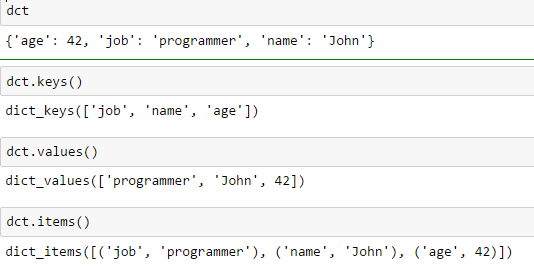 dct
{'age': 42, 'job': 'programmer', 'name': 'John'}
dct.keys()
dict_keys(['job', 'name', 'age'])
dct.values()
dict_values(['programmer', 'John', 42])
dct.items()
dict_items([('job', 'programmer'), ('name', 'John'), ('age', 42)])